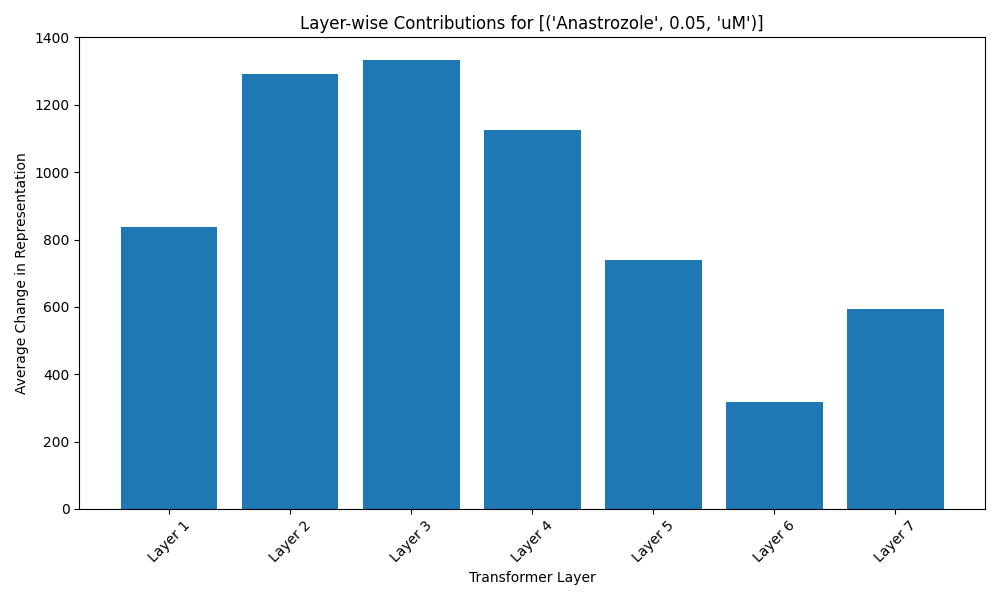 Layer-wise Contributions for [('Anastrozole', 0.05, 'uM')]
Average Change in Representation
1400
1200
1000
800
600
400
200
0
Layer 1
Layer 2
Layer 3
Layer 4
Layer 5
Layer 6
Layer 7
Transformer Layer